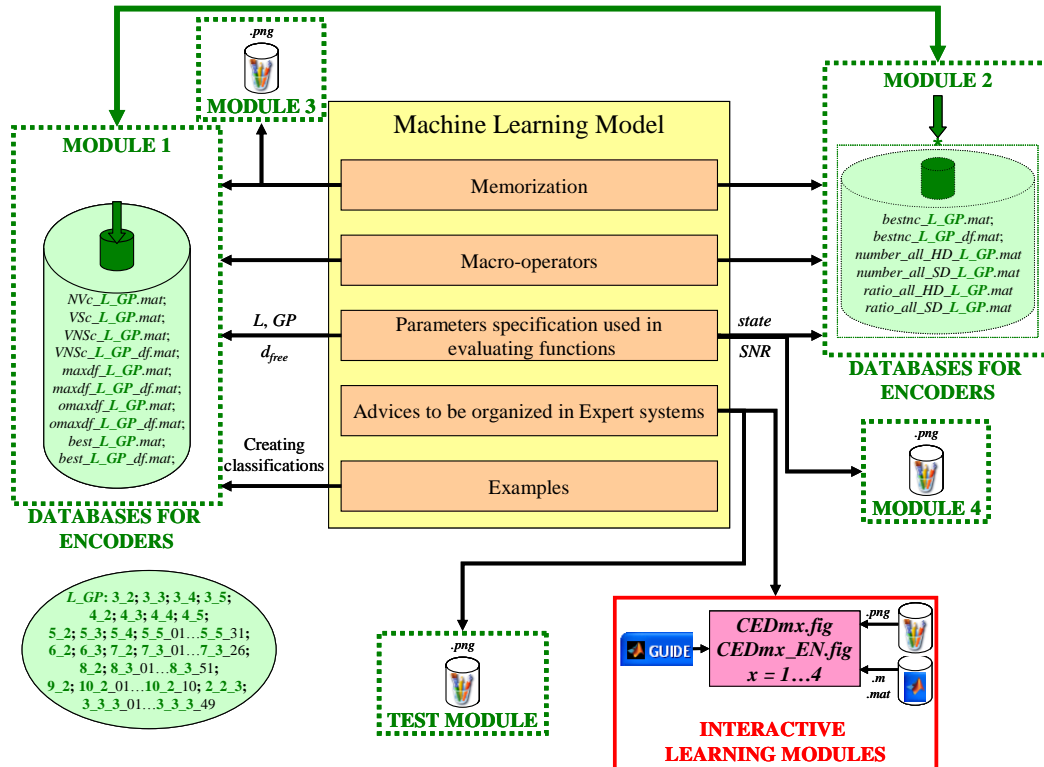 .png
MODULE 3
MODULE 1
NVc_L_GP.mat;
VSc_L_GP.mat;
VNSc_L_GP.mat;
VNSc_L_GP_df.mat;
maxdf_L_GP.mat;
maxdf_L_GP_df.mat;
omaxdf_L_GP.mat;
omaxdf_L_GP_df.mat;
best_L_GP.mat;
best_L_GP_df.mat;
DATABASES FOR
ENCODERS
Machine Learning Model
Memorization
Macro-operators
L, GP
dfree
Parameters specification used in
evaluating functions
state
SNR
Advices to be organized in Expert systems
Creating
classifications
Examples
MODULE 2
bestnc_L_GP.mat;
bestnc_L_GP_df.mat;
number_all_HD_L_GP.mat
number_all_SD_L_GP.mat
ratio_all_HD_L_GP.mat
ratio_all_SD_L_GP.mat
DATABASES FOR
ENCODERS
.png
MODULE 4
L_GP: 3_2; 3_3; 3_4; 3_5;
4_2; 4_3; 4_4; 4_5;
5_2; 5_3; 5_4; 5_5_01…5_5_31;
6_2; 6_3; 7_2; 7_3_01…7_3_26;
8_2; 8_3_01…8_3_51;
9_2; 10_2_01…10_2_10; 2_2_3;
3_3_3_01…3_3_3_49
.png
TEST MODULE
GUIDE
CEDmx.fig
CEDmx_EN.fig
x = 1…4
.png
.m
.mat
INTERACTIVE
LEARNING MODULES